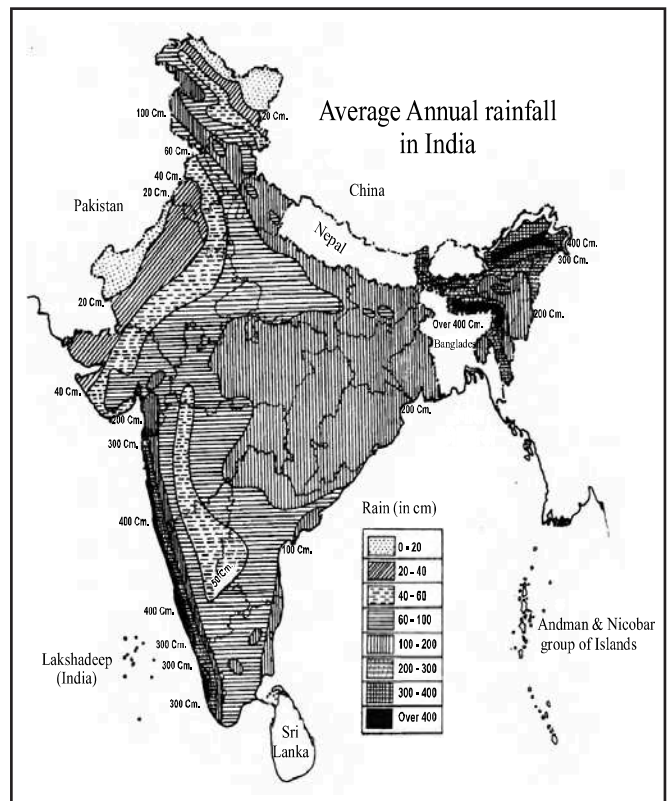 Average Annual rainfall
in India
100 Cm.
20 Cm.
60 Cm.
40 Cm.
20 Cm.
Pakistan
China
Nepal
400 Cm.
300 Cm.
20 Cm.
Over 400 Cm.
200 Cm.
Banglades
40 Cm.
200 Cm.
200 Cm.
300 Cm.
Rain (in cm)
400 Cm.
100 Cm.
50 Cm.
0 - 20
20 - 40
40 - 60
60 - 100
100 - 200
200 - 300
300 - 400
Over 400
400 Cm.
300 Cm.
300 Cm.
300 Cm.
Andman & Nicobar
group of Islands
Lakshadeep
(India)
Sri
Lanka